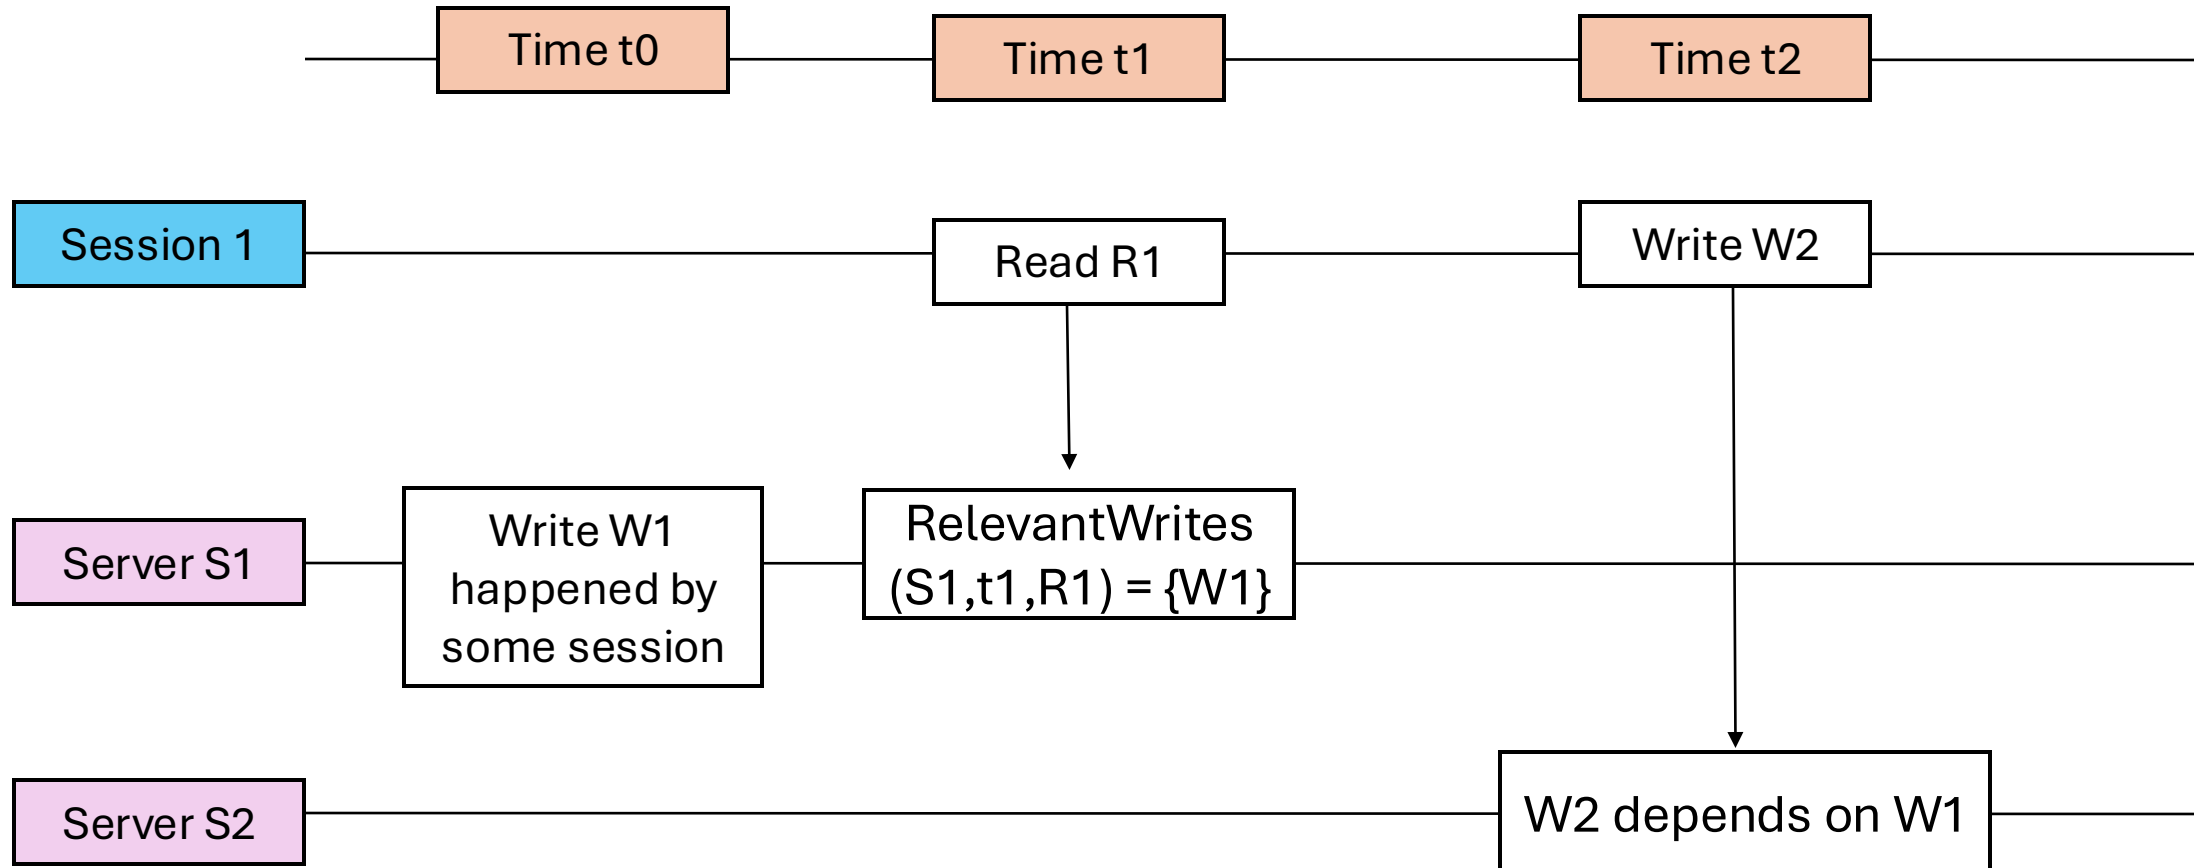 Time t0
Time t1
Time t2
Session 1
Read R1
Write W2
Server S1
Write W1
happened by
some session
RelevantWrites
(S1,t1,R1) = {W1}
Server S2
W2 depends on W1